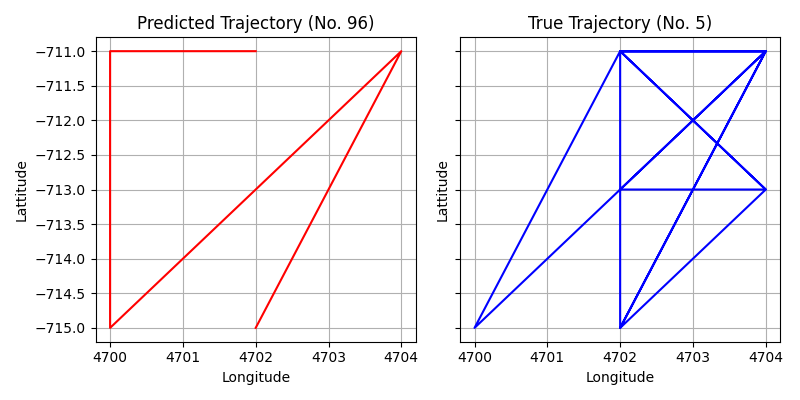 Predicted Trajectory (No. 96)
True Trajectory (No. 5)
Lattitude
−711.0
−711.5
−712.0
−712.5
−713.0
−713.5
−714.0
−714.5
−715.0
4700 4701 4702 4703 4704
Longitude
Lattitude
4700 4701 4702 4703 4704
Longitude